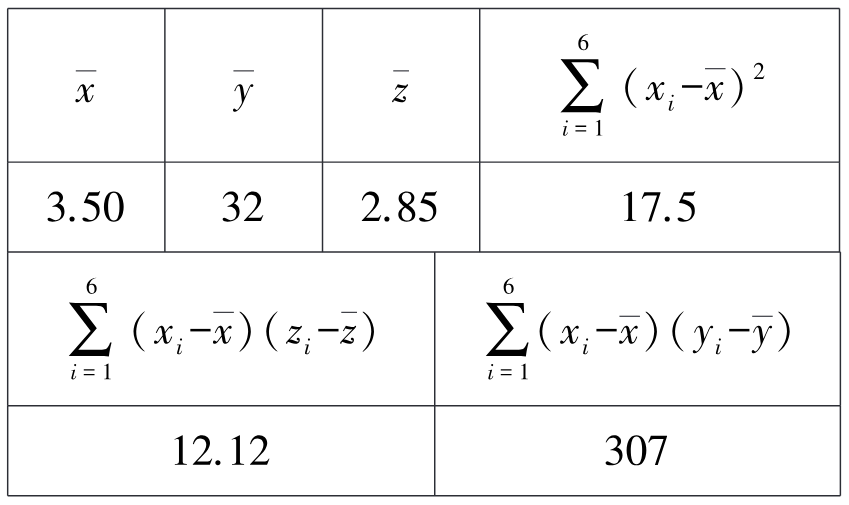 x̄ ȳ z̄ ∑_{i=1}^{6} (x_i−x̄)²
3.50 32 2.85 17.5
∑_{i=1}^{6} (x_i−x̄)(z_i−z̄) ∑_{i=1}^{6} (x_i−x̄)(y_i−ȳ)
12.12 307